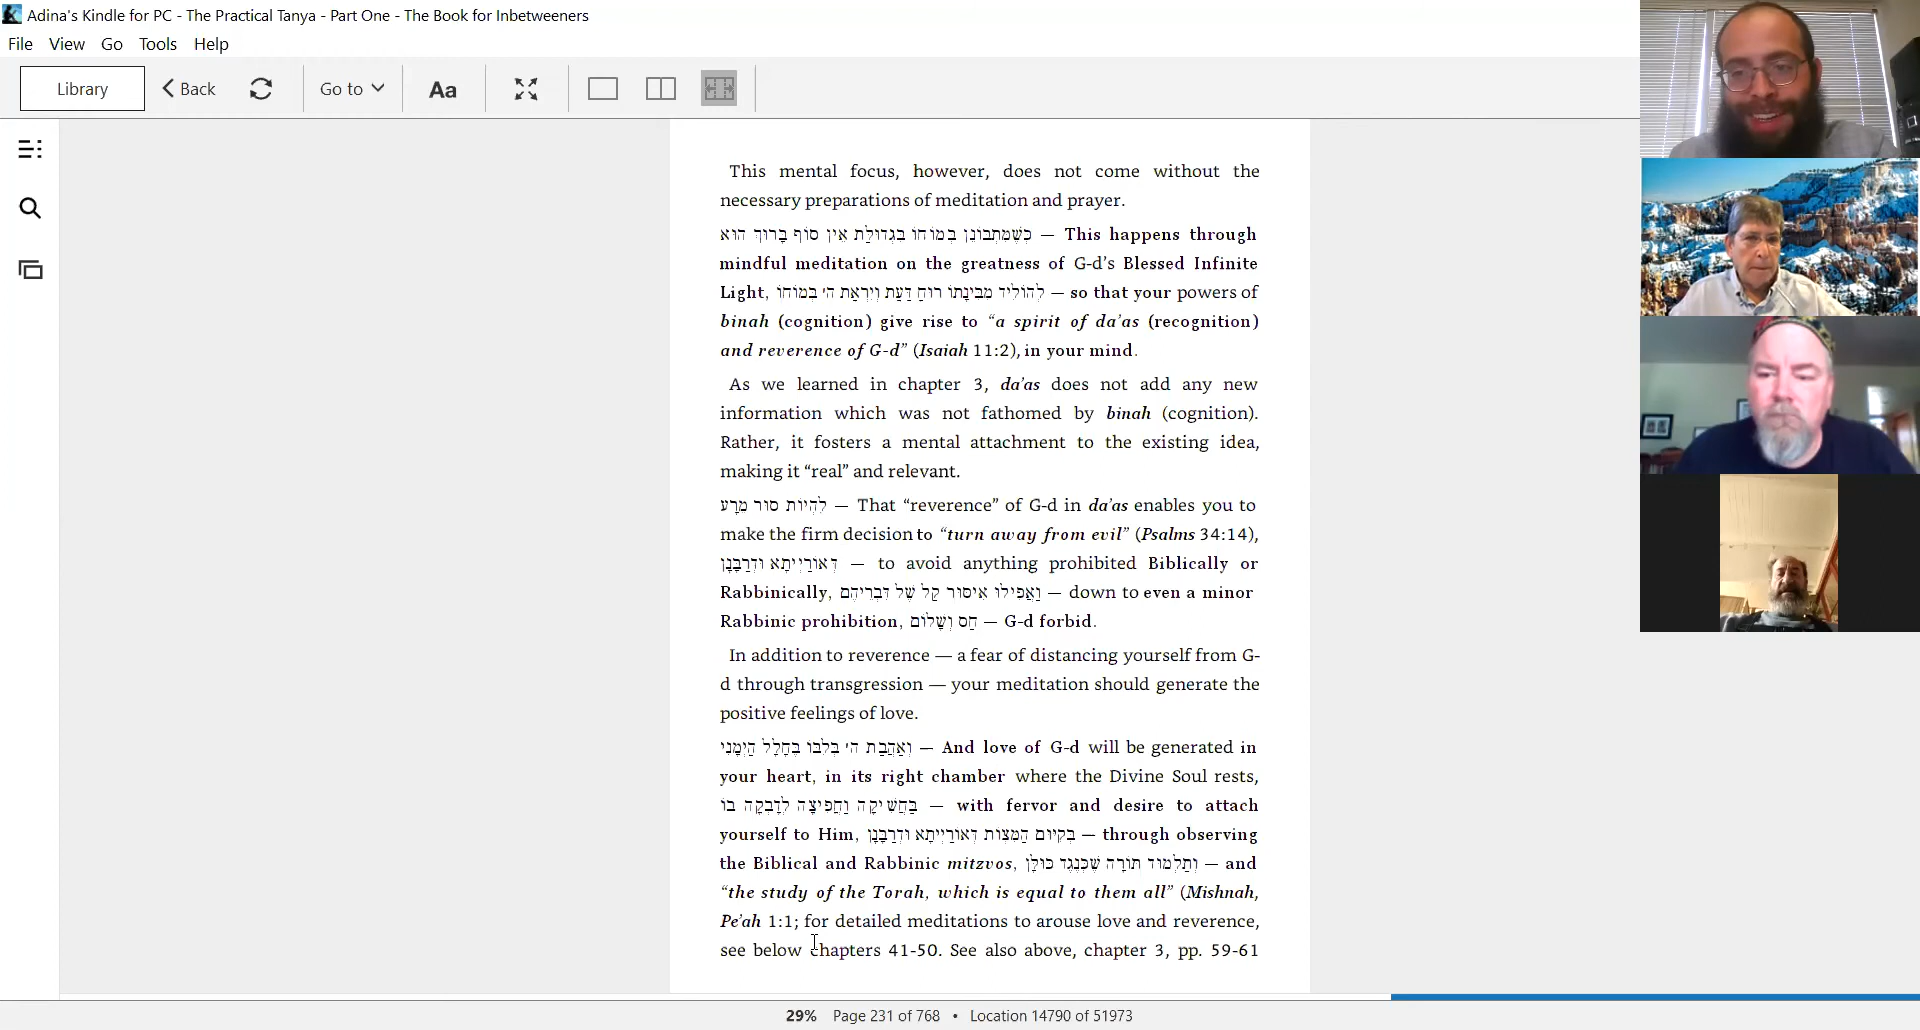 Adina's Kindle for PC - The Practical Tanya - Part One - The Book for Inbetweeners
File View Go Tools Help
Library Back Go to Aa
This mental focus, however, does not come without the
necessary preparations of meditation and prayer.
כְּשֶׁמִּתְבּוֹנֵן בְּמוֹחוֹ בִּגְדוּלַּת אֵין סוֹף בָּרוּךְ הוּא — This happens through
mindful meditation on the greatness of G-d's Blessed Infinite
Light, לְהוֹלִיד מִבִּינָתוֹ רוּחַ דַּעַת וְיִרְאַת ה' בְּמוֹחוֹ — so that your powers of
binah (cognition) give rise to “a spirit of da'as (recognition)
and reverence of G-d” (Isaiah 11:2), in your mind.
As we learned in chapter 3, da'as does not add any new
information which was not fathomed by binah (cognition).
Rather, it fosters a mental attachment to the existing idea,
making it “real” and relevant.
לִהְיוֹת סוּר מֵרָע — That “reverence” of G-d in da'as enables you to
make the firm decision to “turn away from evil” (Psalms 34:14),
דְּאוֹרַיְיתָא וּדְרַבָּנָן — to avoid anything prohibited Biblically or
Rabbinically, וַאֲפִילוּ אִיסּוּר קַל שֶׁל דִּבְרֵיהֶם — down to even a minor
Rabbinic prohibition, חַס וְשָׁלוֹם — G-d forbid.
In addition to reverence — a fear of distancing yourself from G-
d through transgression — your meditation should generate the
positive feelings of love.
וְאַהֲבַת ה' בְּלִבּוֹ בֶּחָלָל הַיְמָנִי — And love of G-d will be generated in
your heart, in its right chamber where the Divine Soul rests,
בַּחֲשִׁיקָה וַחֲפִיצָה לְדָבְקָה בוֹ — with fervor and desire to attach
yourself to Him, בְּקִיּוּם הַמִּצְוֹת דְּאוֹרַיְיתָא וּדְרַבָּנָן — through observing
the Biblical and Rabbinic mitzvos, וְתַלְמוּד תּוֹרָה שֶׁכְּנֶגֶד כּוּלָּן — and
“the study of the Torah, which is equal to them all” (Mishnah,
Pe'ah 1:1; for detailed meditations to arouse love and reverence,
see below chapters 41-50. See also above, chapter 3, pp. 59-61
29% Page 231 of 768 • Location 14790 of 51973